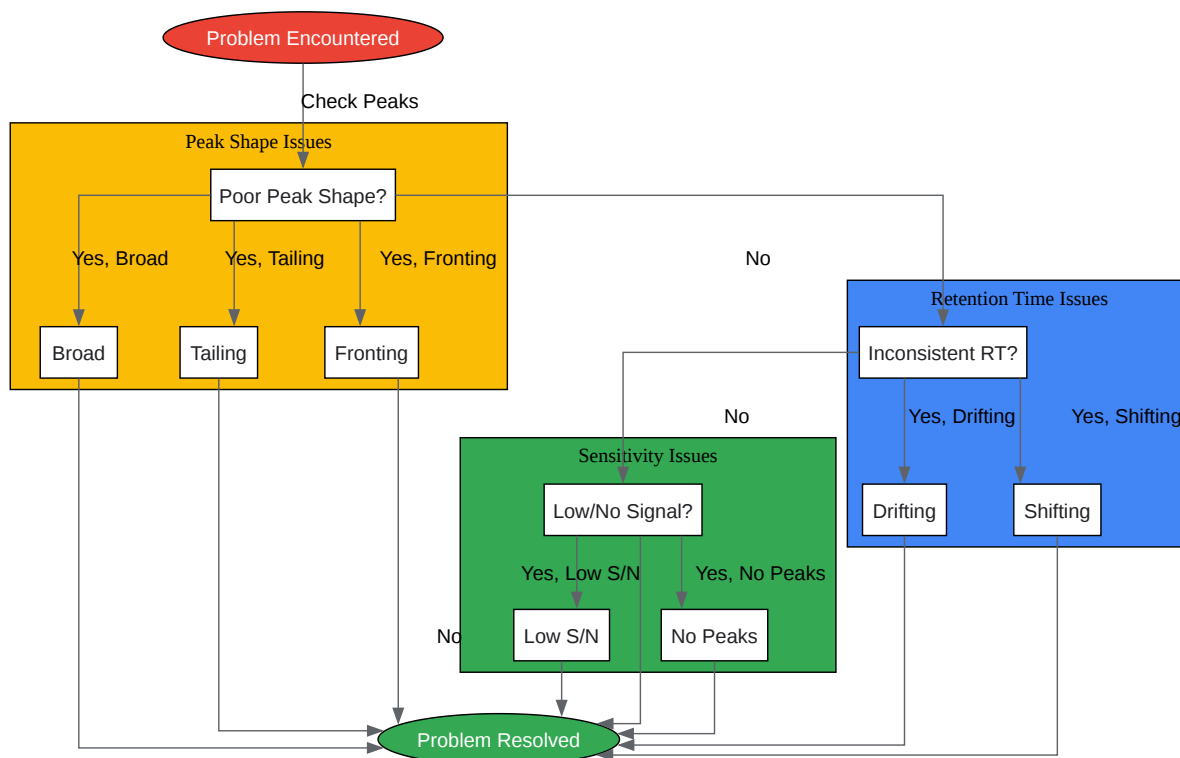 Problem Encountered
Check Peaks
Peak Shape Issues
Poor Peak Shape?
Yes, Broad
Yes, Tailing
Yes, Fronting
No
Broad
Tailing
Fronting
Retention Time Issues
Inconsistent RT?
No
Yes, Drifting
Yes, Shifting
Drifting
Shifting
Sensitivity Issues
Low/No Signal?
Yes, Low S/N
Yes, No Peaks
No
Low S/N
No Peaks
Problem Resolved